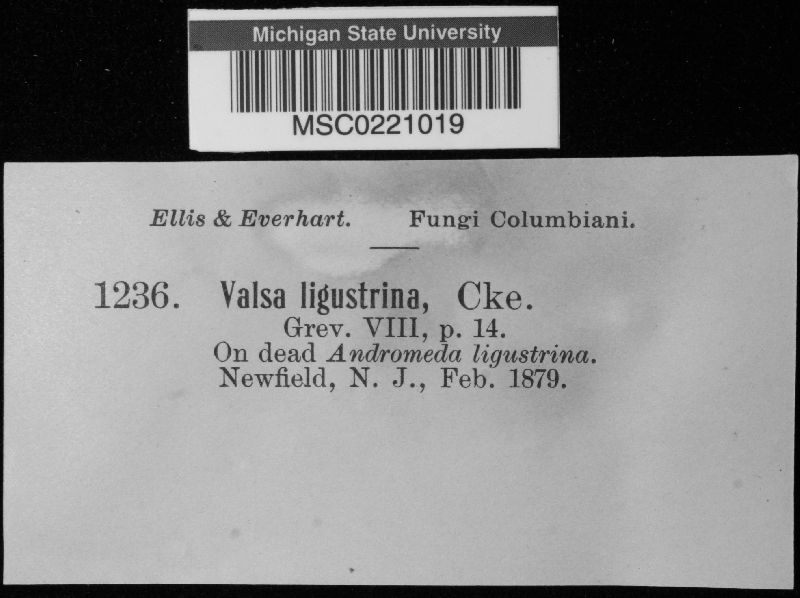 Michigan State University
MSC0221019
Ellis & Everhart. Fungi Columbiani.
1236. Valsa ligustrina, Cke.
Grev. VIII, p. 14.
On dead Andromeda ligustrina.
Newfield, N. J., Feb. 1879.